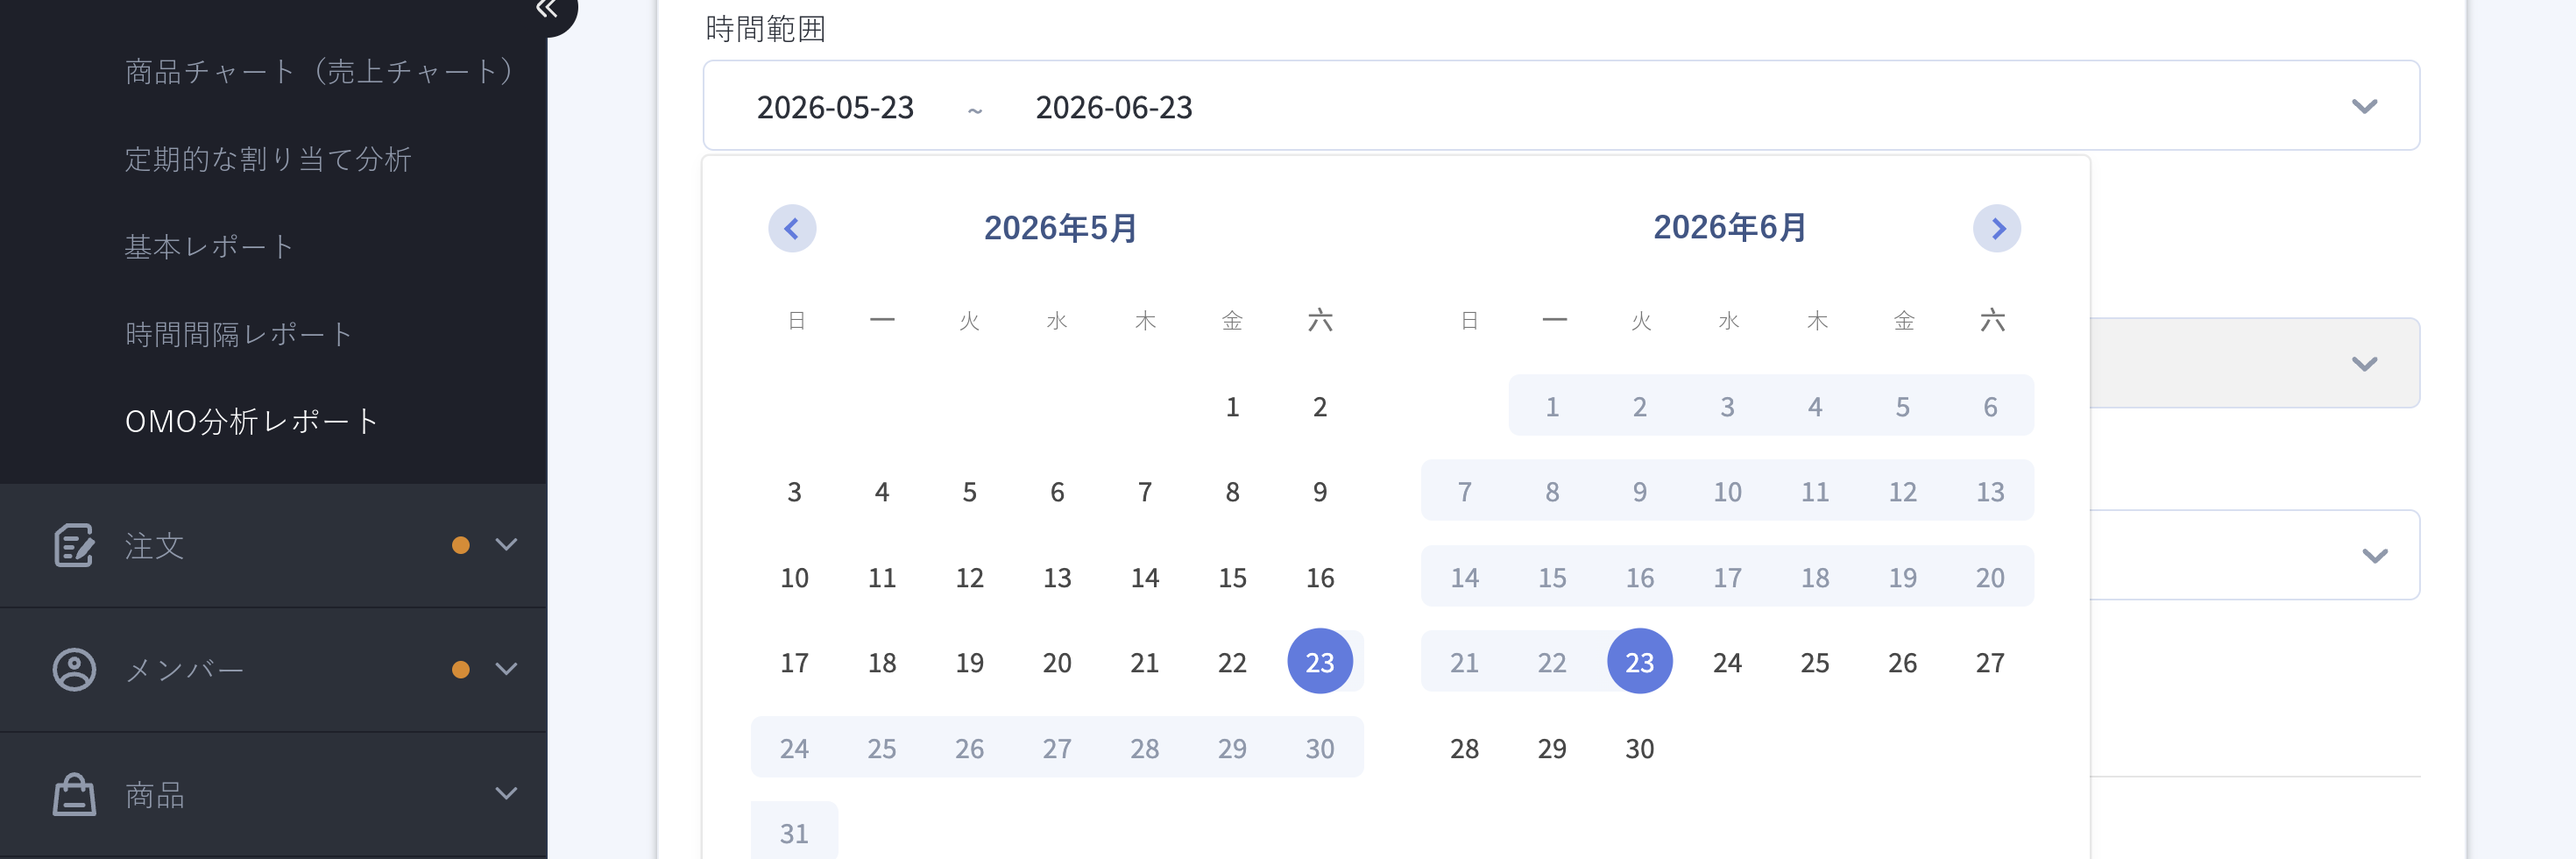 商品チャート（売上チャート）
定期的な割り当て分析
基本レポート
時間間隔レポート
OMO分析レポート
注文
メンバー
商品
時間範囲
2026-05-23 ~ 2026-06-23
2026年5月
日 一 火 水 木 金 六
1 2
3 4 5 6 7 8 9
10 11 12 13 14 15 16
17 18 19 20 21 22 23
24 25 26 27 28 29 30
31
2026年6月
日 一 火 水 木 金 六
1 2 3 4 5 6
7 8 9 10 11 12 13
14 15 16 17 18 19 20
21 22 23 24 25 26 27
28 29 30